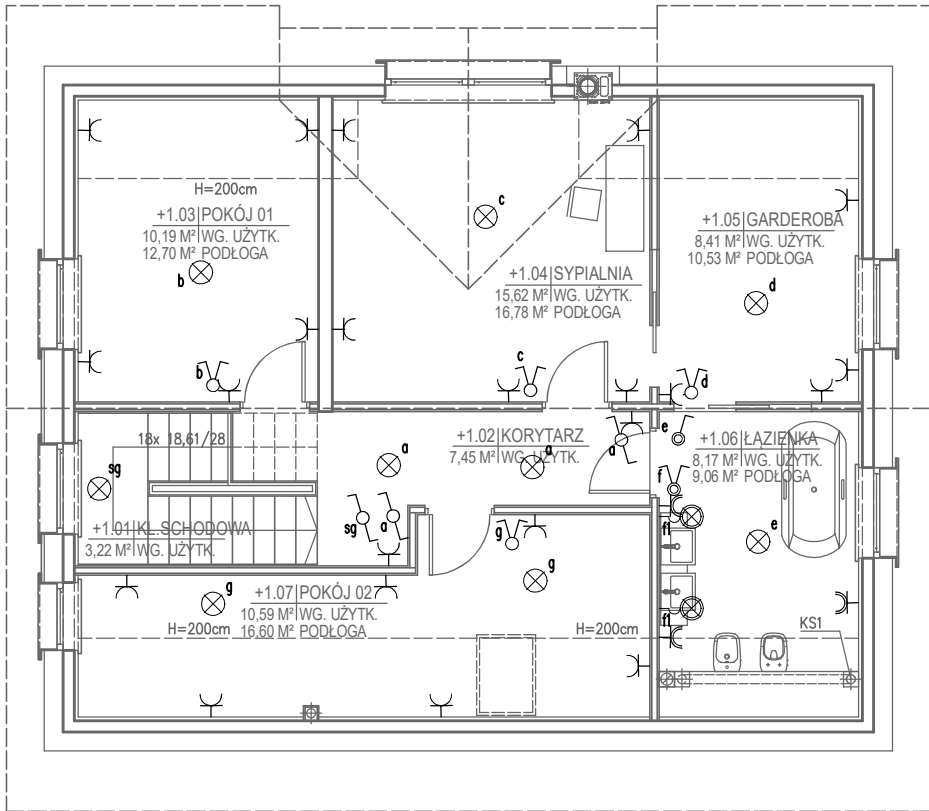 H=200cm
+1.03 POKÓJ 01
10,19 M² WG. UŻYTK.
12,70 M² PODŁOGA
b
c
+1.05 GARDEROBA
8,41 M² WG. UŻYTK.
10,53 M² PODŁOGA
d
+1.04 SYPIALNIA
15,62 M² WG. UŻYTK.
16,78 M² PODŁOGA
b
c
d
18x 18,61/28
sg
a
+1.02 KORYTARZ
7,45 M² WG. UŻYTK.
a
a
e
+1.06 ŁAZIENKA
8,17 M² WG. UŻYTK.
9,06 M² PODŁOGA
f
+1.01 KL.SCHODOWA
3,22 M² WG. UŻYTK.
sg
a
g
f1
e
g
+1.07 POKÓJ 02
10,59 M² WG. UŻYTK.
16,60 M² PODŁOGA
g
H=200cm
H=200cm
f1
KS1